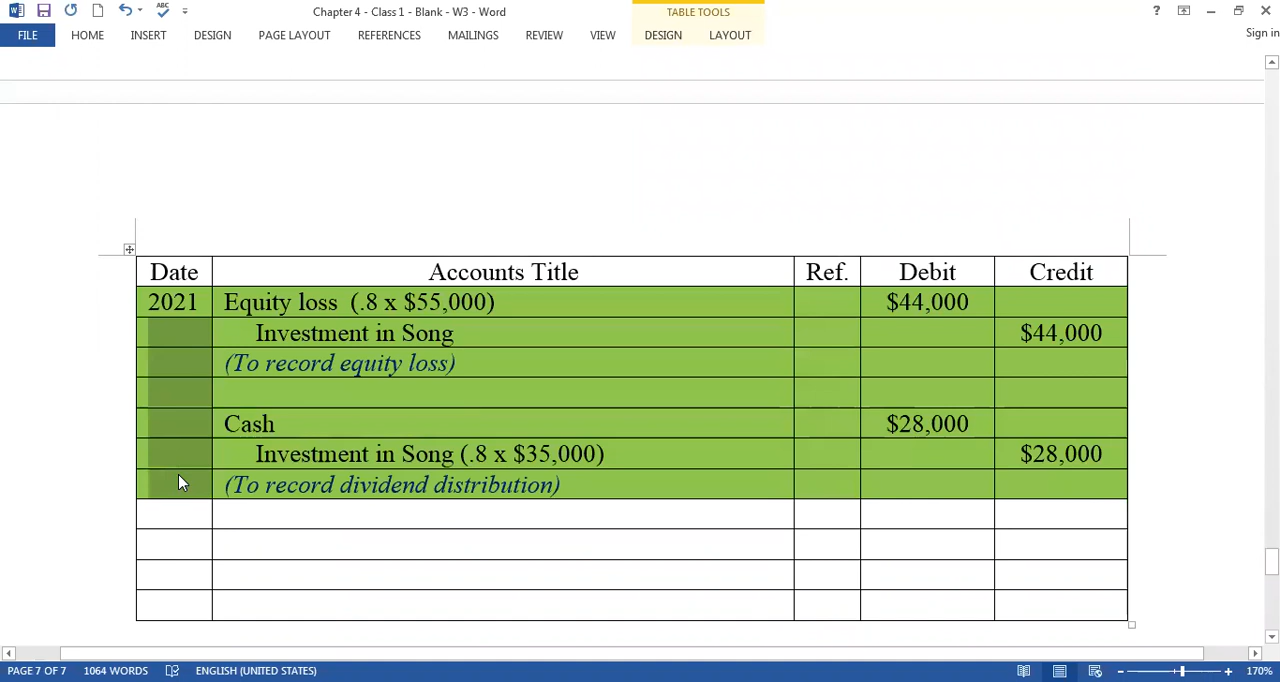 Chapter 4 - Class 1 - Blank - W3 - Word
TABLE TOOLS
?
Sign in
FILE HOME INSERT DESIGN PAGE LAYOUT REFERENCES MAILINGS REVIEW VIEW DESIGN LAYOUT
Date Accounts Title Ref. Debit Credit
2021 Equity loss (.8 x $55,000) $44,000
Investment in Song $44,000
(To record equity loss)
Cash $28,000
Investment in Song (.8 x $35,000) $28,000
(To record dividend distribution)
PAGE 7 OF 7 1064 WORDS ENGLISH (UNITED STATES) 170%